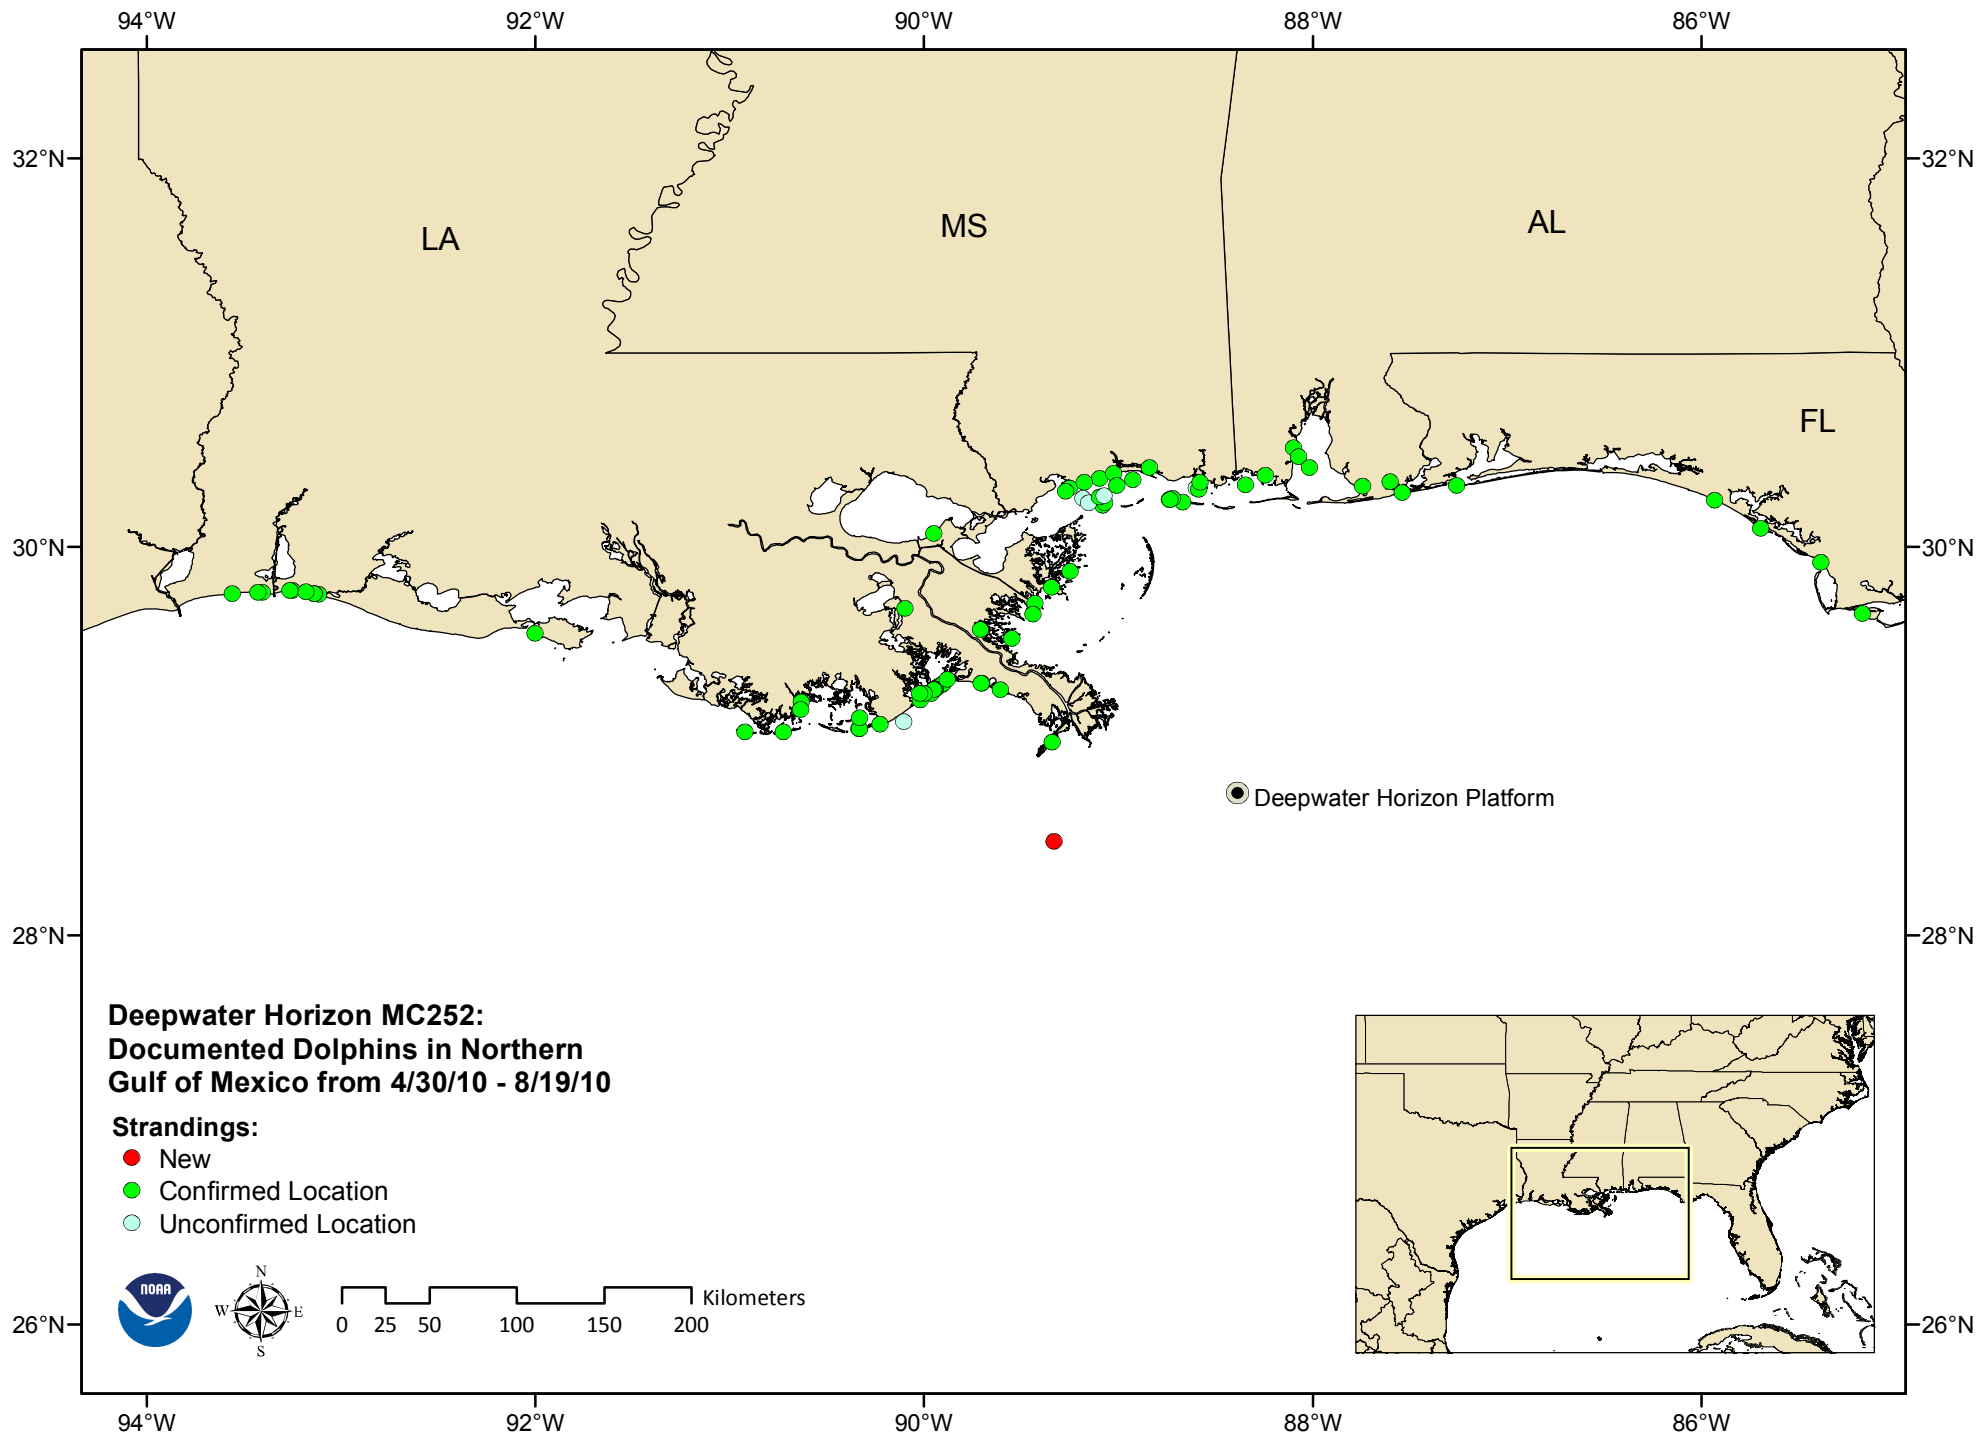 94°W 92°W 90°W 88°W 86°W
32°N 32°N
LA MS AL
FL
30°N 30°N
Deepwater Horizon Platform
28°N 28°N
Deepwater Horizon MC252:
Documented Dolphins in Northern
Gulf of Mexico from 4/30/10 - 8/19/10
Strandings:
New
Confirmed Location
Unconfirmed Location
NOAA
N
W E
S
Kilometers
0 25 50 100 150 200
26°N 26°N
94°W 92°W 90°W 88°W 86°W